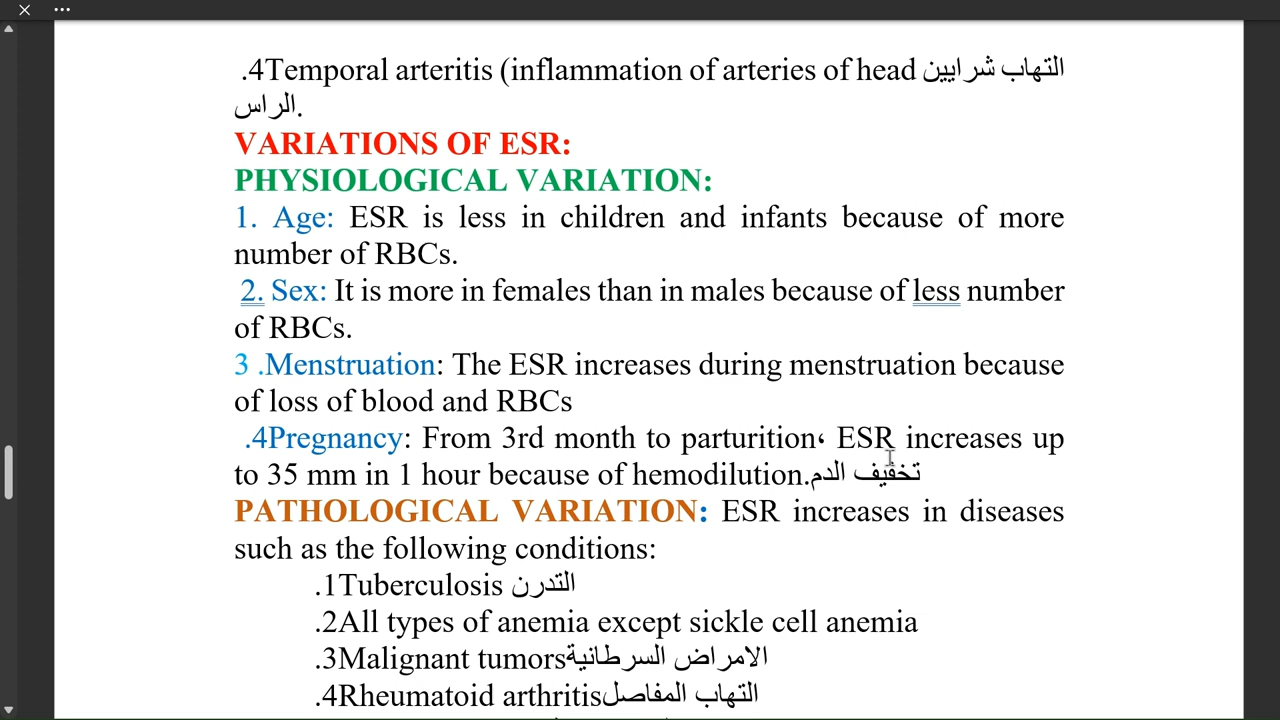 .4Temporal arteritis (inflammation of arteries of head التهاب شرايين
الراس.
VARIATIONS OF ESR:
PHYSIOLOGICAL VARIATION:
1. Age: ESR is less in children and infants because of more
number of RBCs.
2. Sex: It is more in females than in males because of less number
of RBCs.
3 .Menstruation: The ESR increases during menstruation because
of loss of blood and RBCs
.4Pregnancy: From 3rd month to parturition، ESR increases up
to 35 mm in 1 hour because of hemodilution.تخفيف الدم
PATHOLOGICAL VARIATION: ESR increases in diseases
such as the following conditions:
.1Tuberculosis التدرن
.2All types of anemia except sickle cell anemia
.3Malignant tumorsالامراض السرطانية
.4Rheumatoid arthritisالتهاب المفاصل